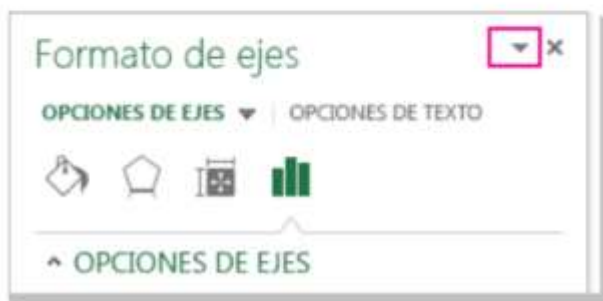 Formato de ejes
OPCIONES DE EJES OPCIONES DE TEXTO
OPCIONES DE EJES